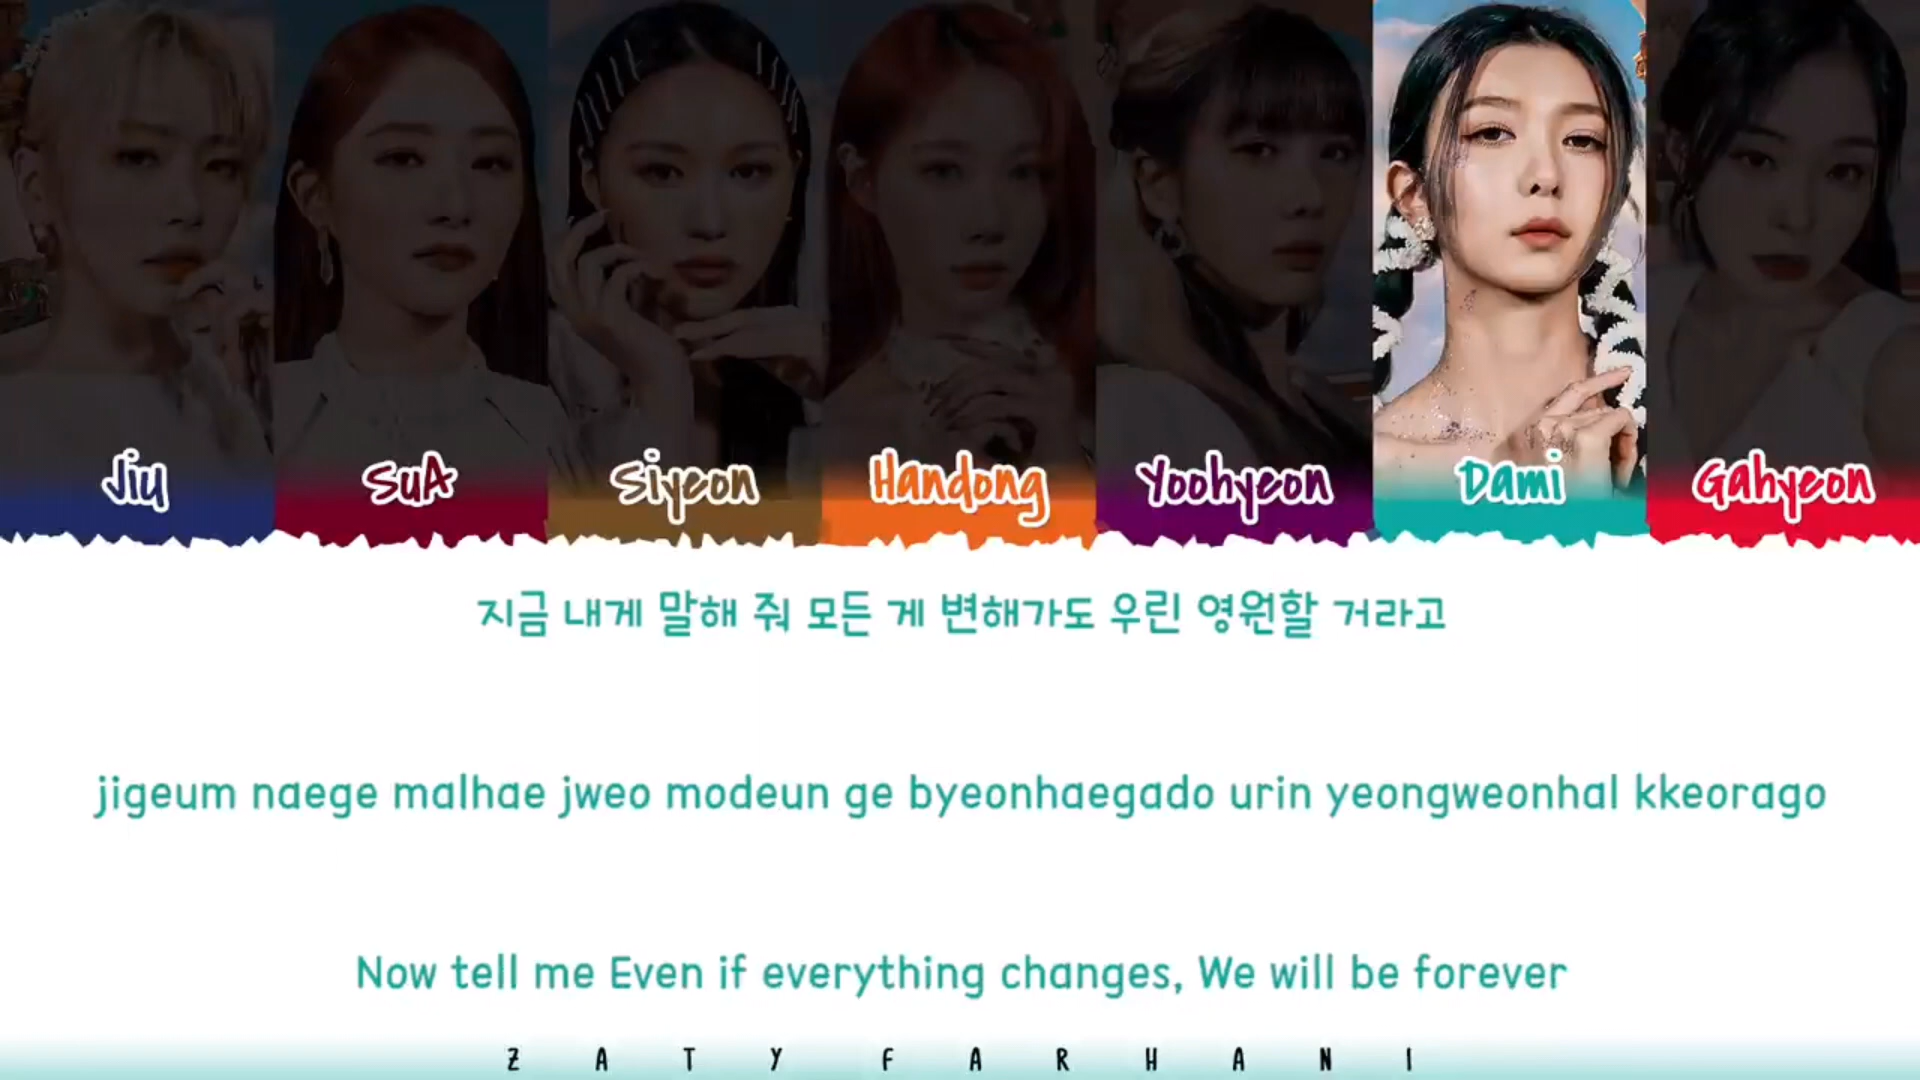 Jiu SuA Siyeon Handong Yoohyeon Dami Gahyeon
지금 내게 말해 줘 모든 게 변해가도 우린 영원할 거라고
jigeum naege malhae jweo modeun ge byeonhaegado urin yeongweonhal kkeorago
Now tell me Even if everything changes, We will be forever
ZATY FARHANI